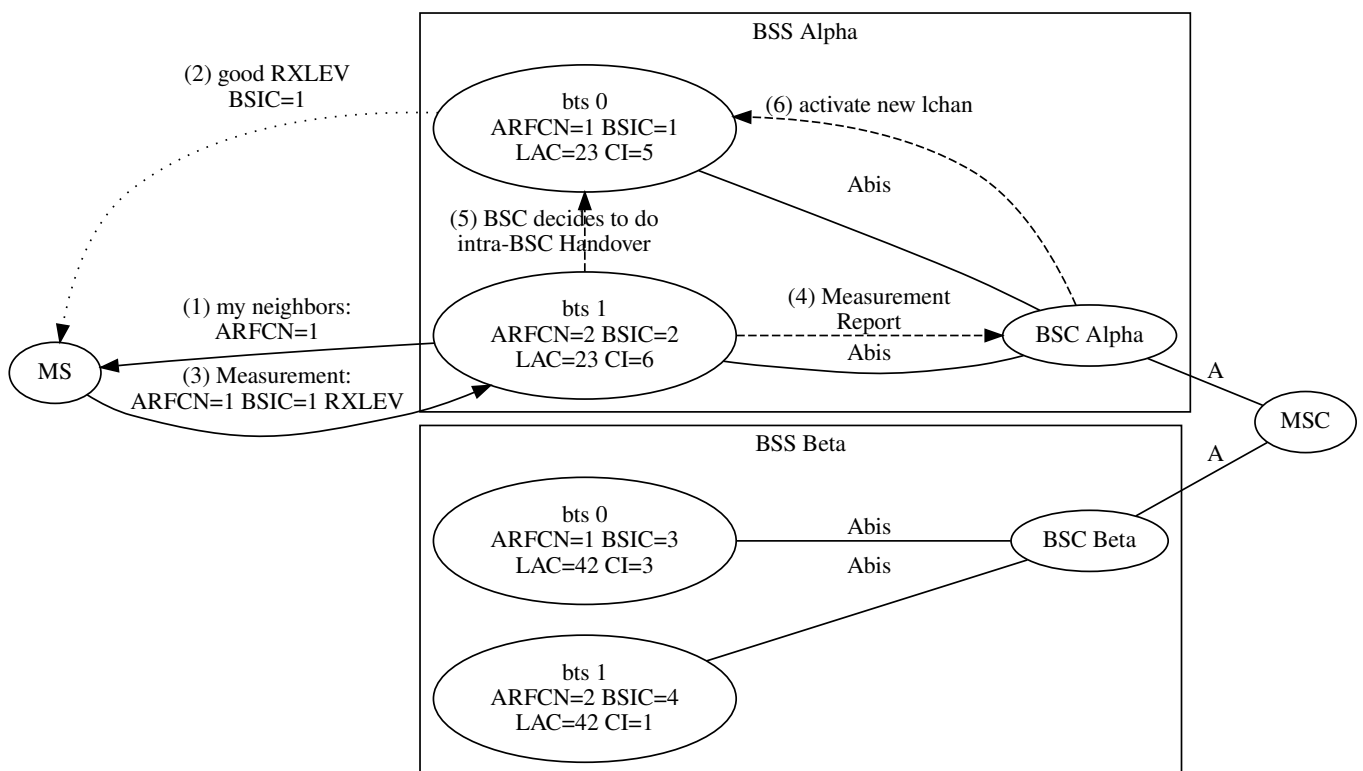 BSS Alpha
(2) good RXLEV
BSIC=1
bts 0
ARFCN=1 BSIC=1
LAC=23 CI=5
(6) activate new lchan
Abis
(5) BSC decides to do
intra-BSC Handover
(1) my neighbors:
ARFCN=1
bts 1
ARFCN=2 BSIC=2
LAC=23 CI=6
(4) Measurement
Report
Abis
BSC Alpha
MS
(3) Measurement:
ARFCN=1 BSIC=1 RXLEV
A
MSC
A
BSS Beta
bts 0
ARFCN=1 BSIC=3
LAC=42 CI=3
Abis
BSC Beta
Abis
bts 1
ARFCN=2 BSIC=4
LAC=42 CI=1